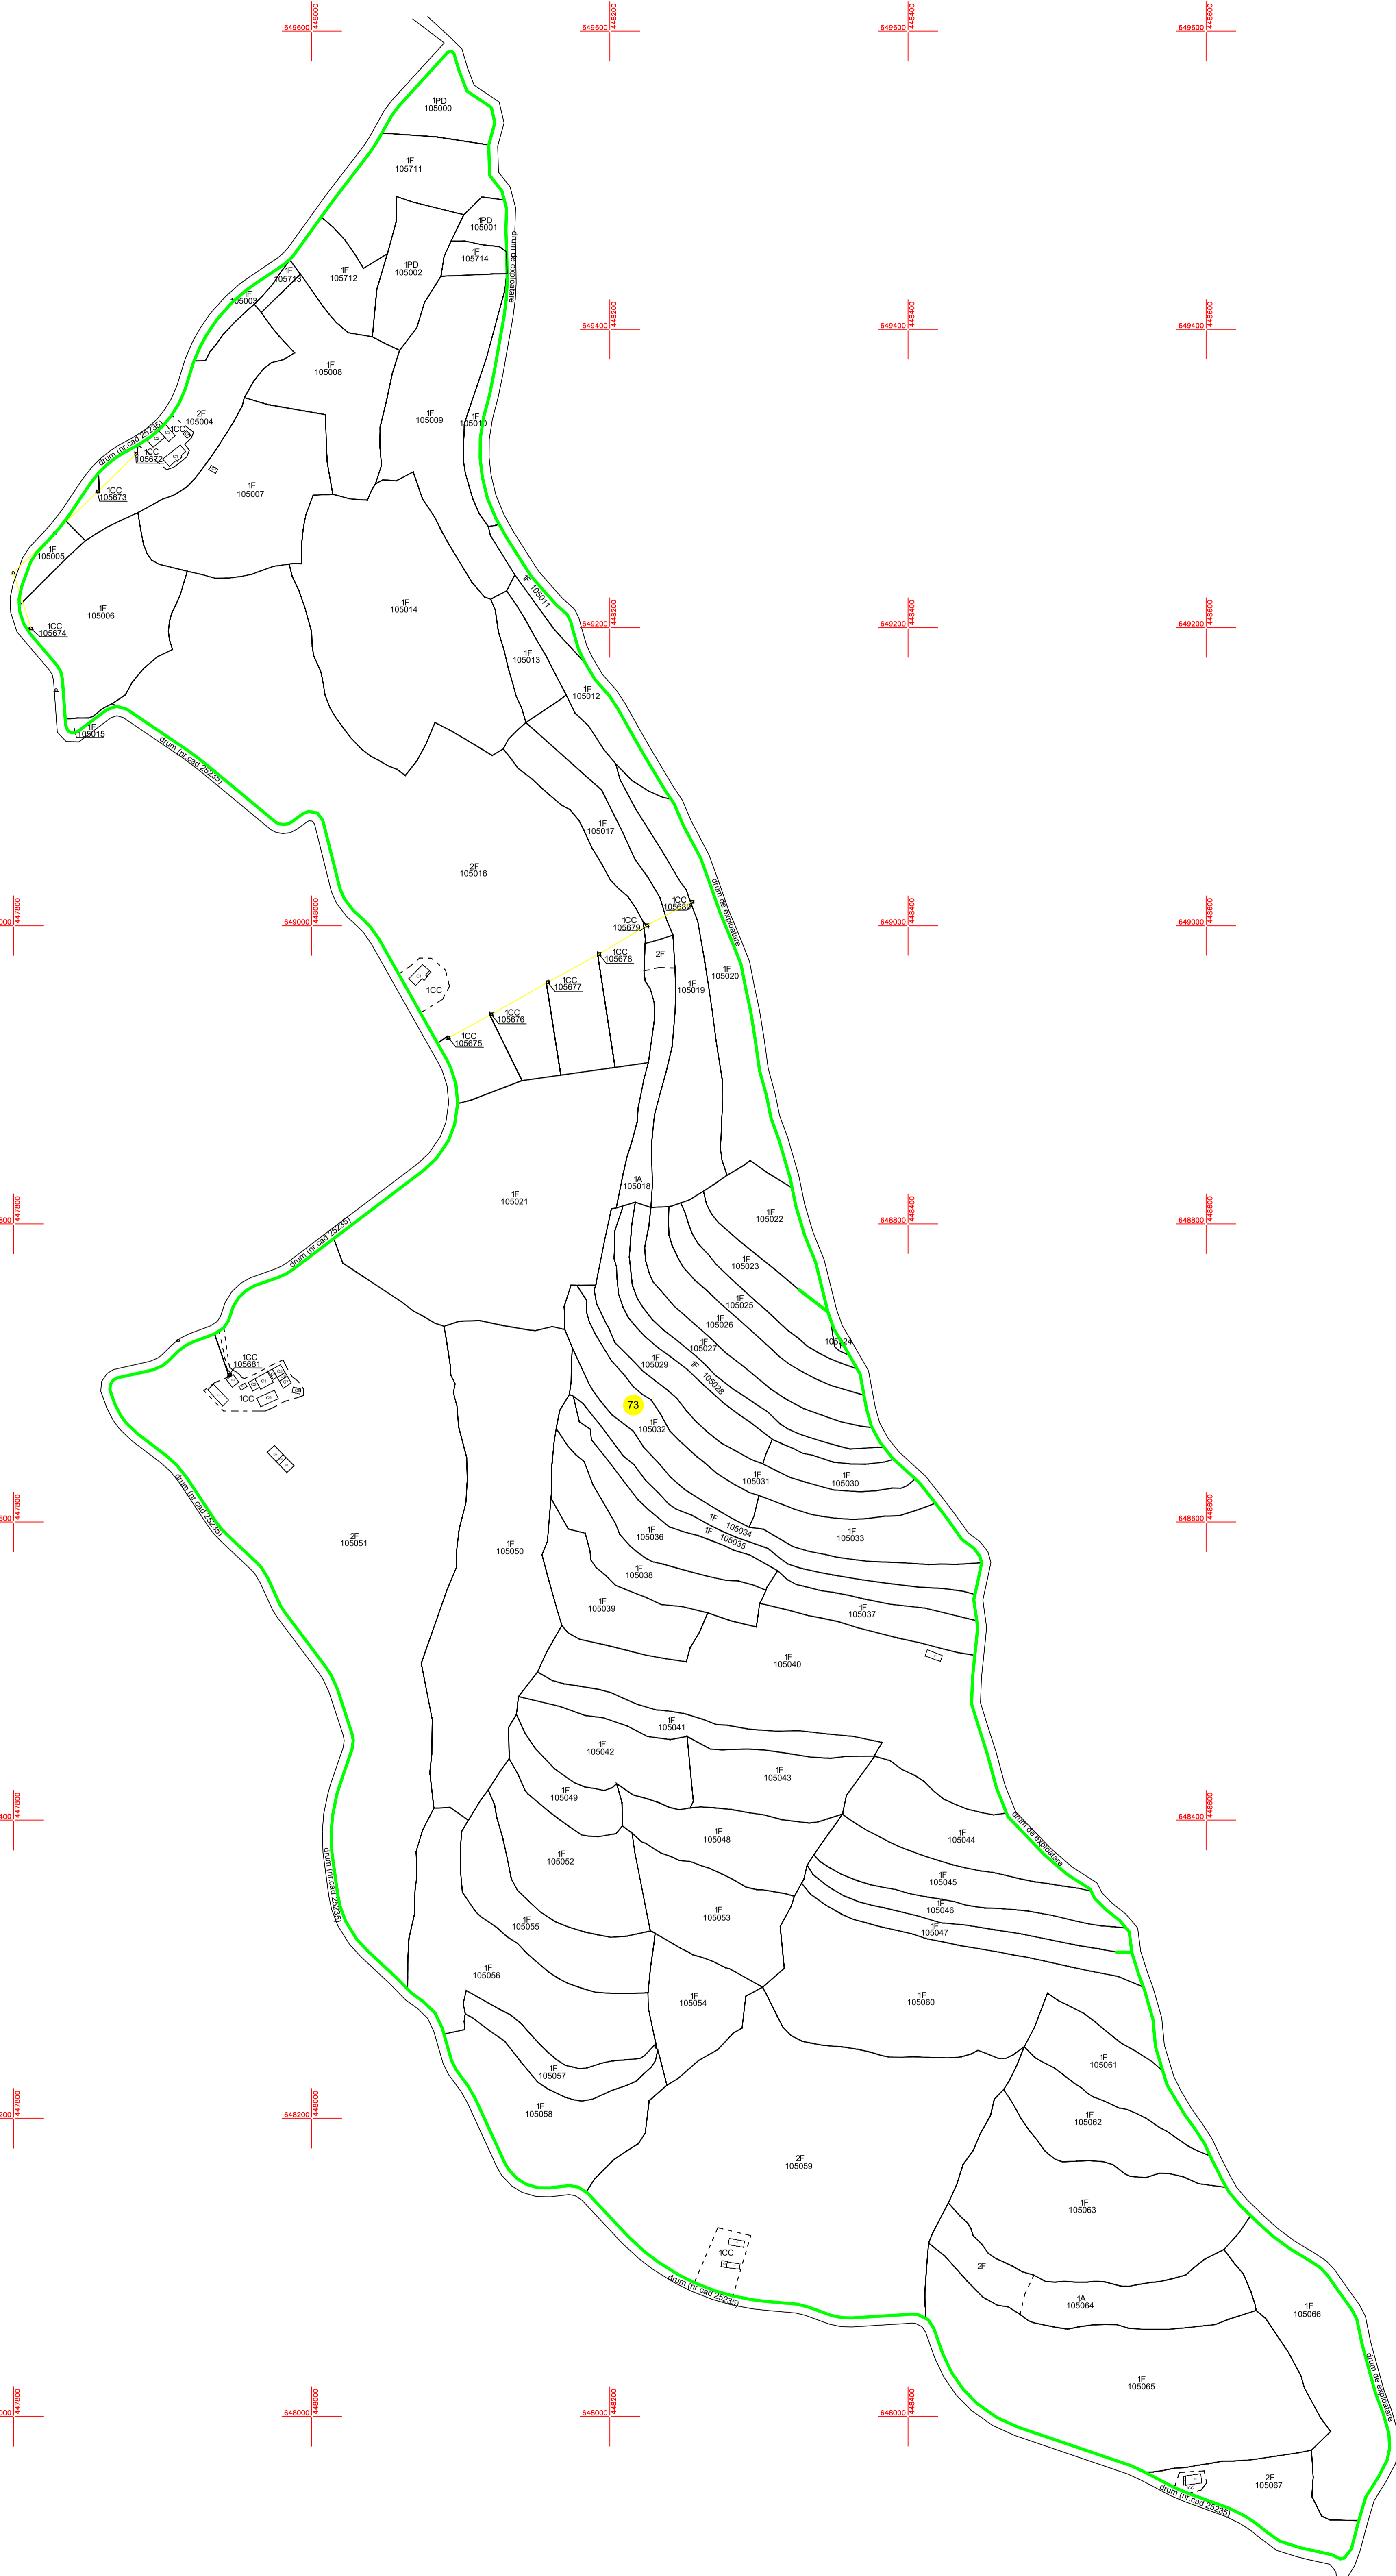 649600
448000
649600
448200
649600
448400
649600
448600
1PD
105000
1F
105711
1PD
105001
1F
105714
1PD
105002
1F
105712
1F
105713
1F
105003
drum de exploatare
649400
448200
649400
448400
649400
448600
1F
105008
1F
105009
1F
105010
2F
105004
1CC
drum (nr.cad 25235)
1CC
105672
1CC
105673
1F
105007
1F
105005
1F
105006
1CC
105674
1F
105014
1F
105011
649200
448200
649200
448400
649200
448600
1F
105013
1F
105012
1F
105015
drum (nr.cad 25235)
1F
105017
2F
105016
447800
649000
448000
649000
448400
649000
448600
drum de exploatare
1CC
1CC
105679
1CC
105678
2F
1F
105019
1F
105020
1CC
105677
1CC
1CC
105676
1CC
105675
1A
105018
1F
105021
1F
105022
447800
648800
448400
648800
448600
drum (nr.cad 25235)
1F
105023
1F
105025
1F
105026
1F
105027
1F
105028
1F
105029
1CC
105681
1CC
73
1F
105032
1F
105031
1F
105030
drum (nr.cad 25235)
447800
648600
448600
1F
105034
1F
105035
1F
105033
1F
105036
2F
105051
1F
105050
1F
105038
1F
105039
1F
105037
1F
105040
1F
105041
1F
105042
1F
105043
1F
105049
447800
648400
448600
drum de exploatare
1F
105048
1F
105044
1F
105052
1F
105045
drum (nr.cad 25235)
1F
105046
1F
105053
1F
105055
1F
105047
1F
105056
1F
105054
1F
105060
1F
105057
1F
105061
1F
105058
1F
105062
447800
648200
448000
2F
105059
1F
105063
1CC
2F
1A
105064
1F
105066
drum (nr.cad 25235)
1F
105065
drum de exploatare
447800
648000
448000
648000
448200
648000
448400
2F
105067
drum (nr.cad 25235)